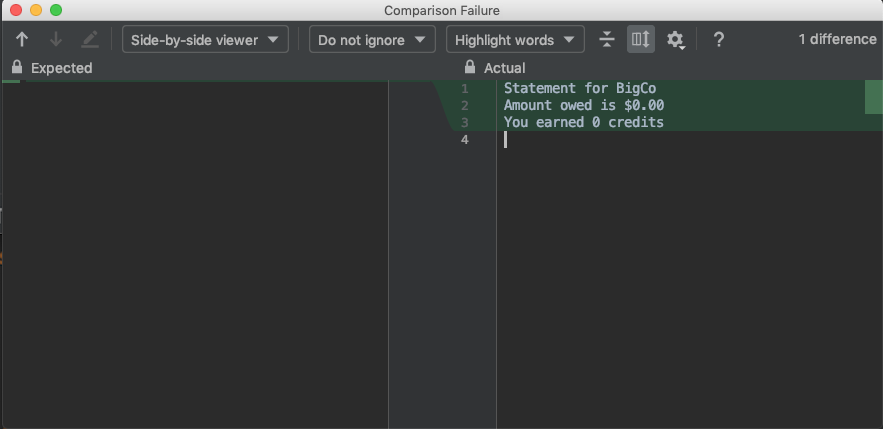 Comparison Failure
Side-by-side viewer Do not ignore Highlight words ? 1 difference
Expected Actual
1 Statement for BigCo
2 Amount owed is $0.00
3 You earned 0 credits
4